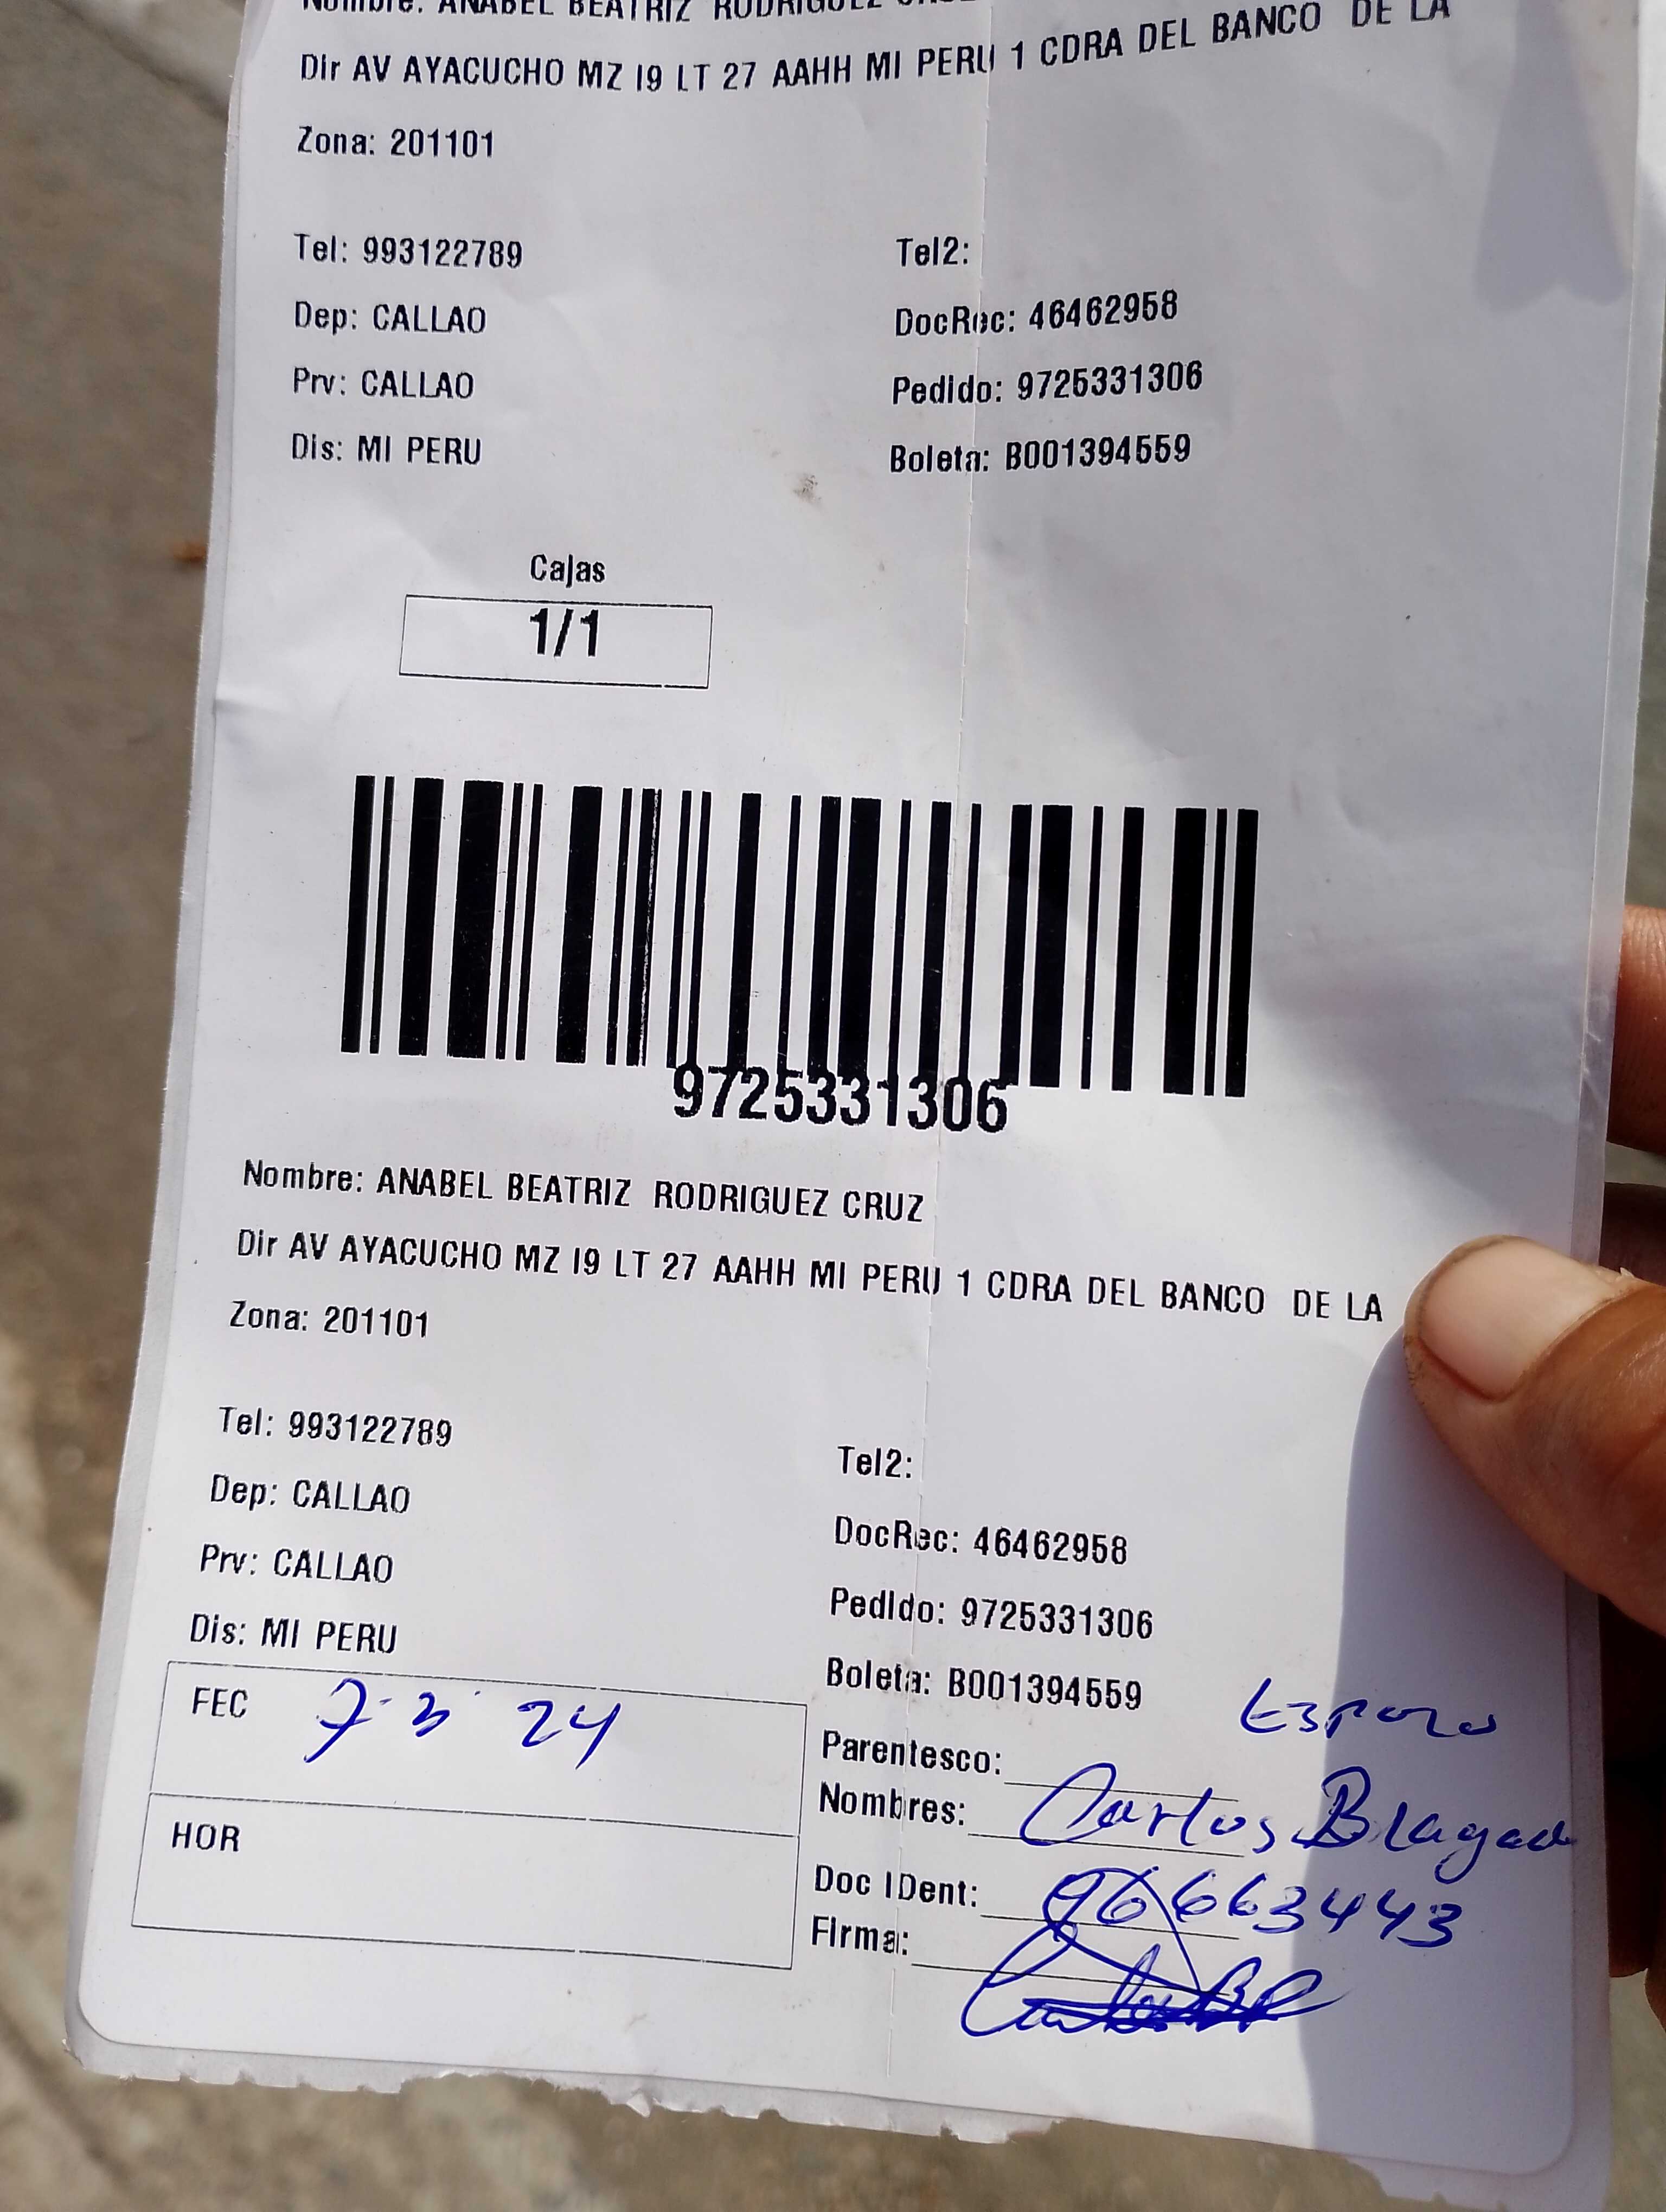 Nombre: ANABEL BEATRIZ RODRIGUEZ
Dir AV AYACUCHO MZ I9 LT 27 AAHH MI PERU 1 CDRA DEL BANCO DE LA
Zona: 201101
Tel: 993122789 Tel2:
Dep: CALLAO DocRec: 46462958
Prv: CALLAO Pedido: 9725331306
Dis: MI PERU Boleta: B001394559
Cajas
1/1
9725331306
Nombre: ANABEL BEATRIZ RODRIGUEZ CRUZ
Dir AV AYACUCHO MZ I9 LT 27 AAHH MI PERU 1 CDRA DEL BANCO DE LA
Zona: 201101
Tel: 993122789 Tel2:
Dep: CALLAO DocRec: 46462958
Prv: CALLAO Pedido: 9725331306
Dis: MI PERU Boleta: B001394559
FEC 7-3-24
Parentesco: Esposo
Nombres: Carlos
HOR
Doc IDent:
Firma: